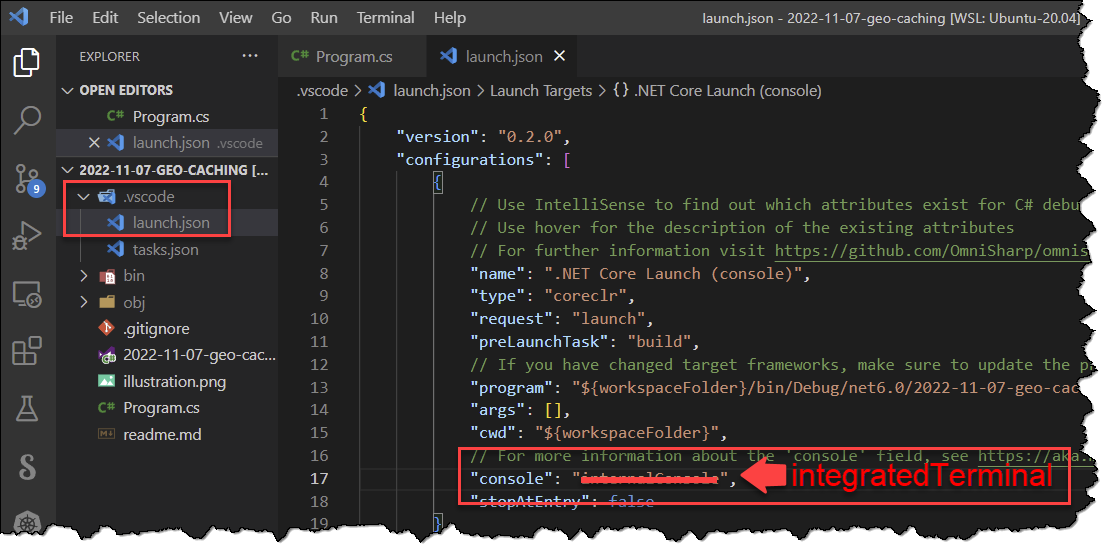 File Edit Selection View Go Run Terminal Help
launch.json - 2022-11-07-geo-caching [WSL: Ubuntu-20.04]
EXPLORER ...
OPEN EDITORS
C# Program.cs
launch.json .vscode
2022-11-07-GEO-CACHING [...
.vscode
launch.json
tasks.json
bin
obj
.gitignore
2022-11-07-geo-cac...
illustration.png
C# Program.cs
readme.md
9
C# Program.cs
launch.json
.vscode > launch.json > Launch Targets > {} .NET Core Launch (console)
1 {
2 "version": "0.2.0",
3 "configurations": [
4 {
5 // Use IntelliSense to find out which attributes exist for C# debu
6 // Use hover for the description of the existing attributes
7 // For further information visit https://github.com/OmniSharp/omnis
8 "name": ".NET Core Launch (console)",
9 "type": "coreclr",
10 "request": "launch",
11 "preLaunchTask": "build",
12 // If you have changed target frameworks, make sure to update the p
13 "program": "${workspaceFolder}/bin/Debug/net6.0/2022-11-07-geo-cac
14 "args": [],
15 "cwd": "${workspaceFolder}",
16 // For more information about the 'console' field, see https://aka.
17 "console": "internalConsole", integratedTerminal
18 "stopAtEntry": false
19 }